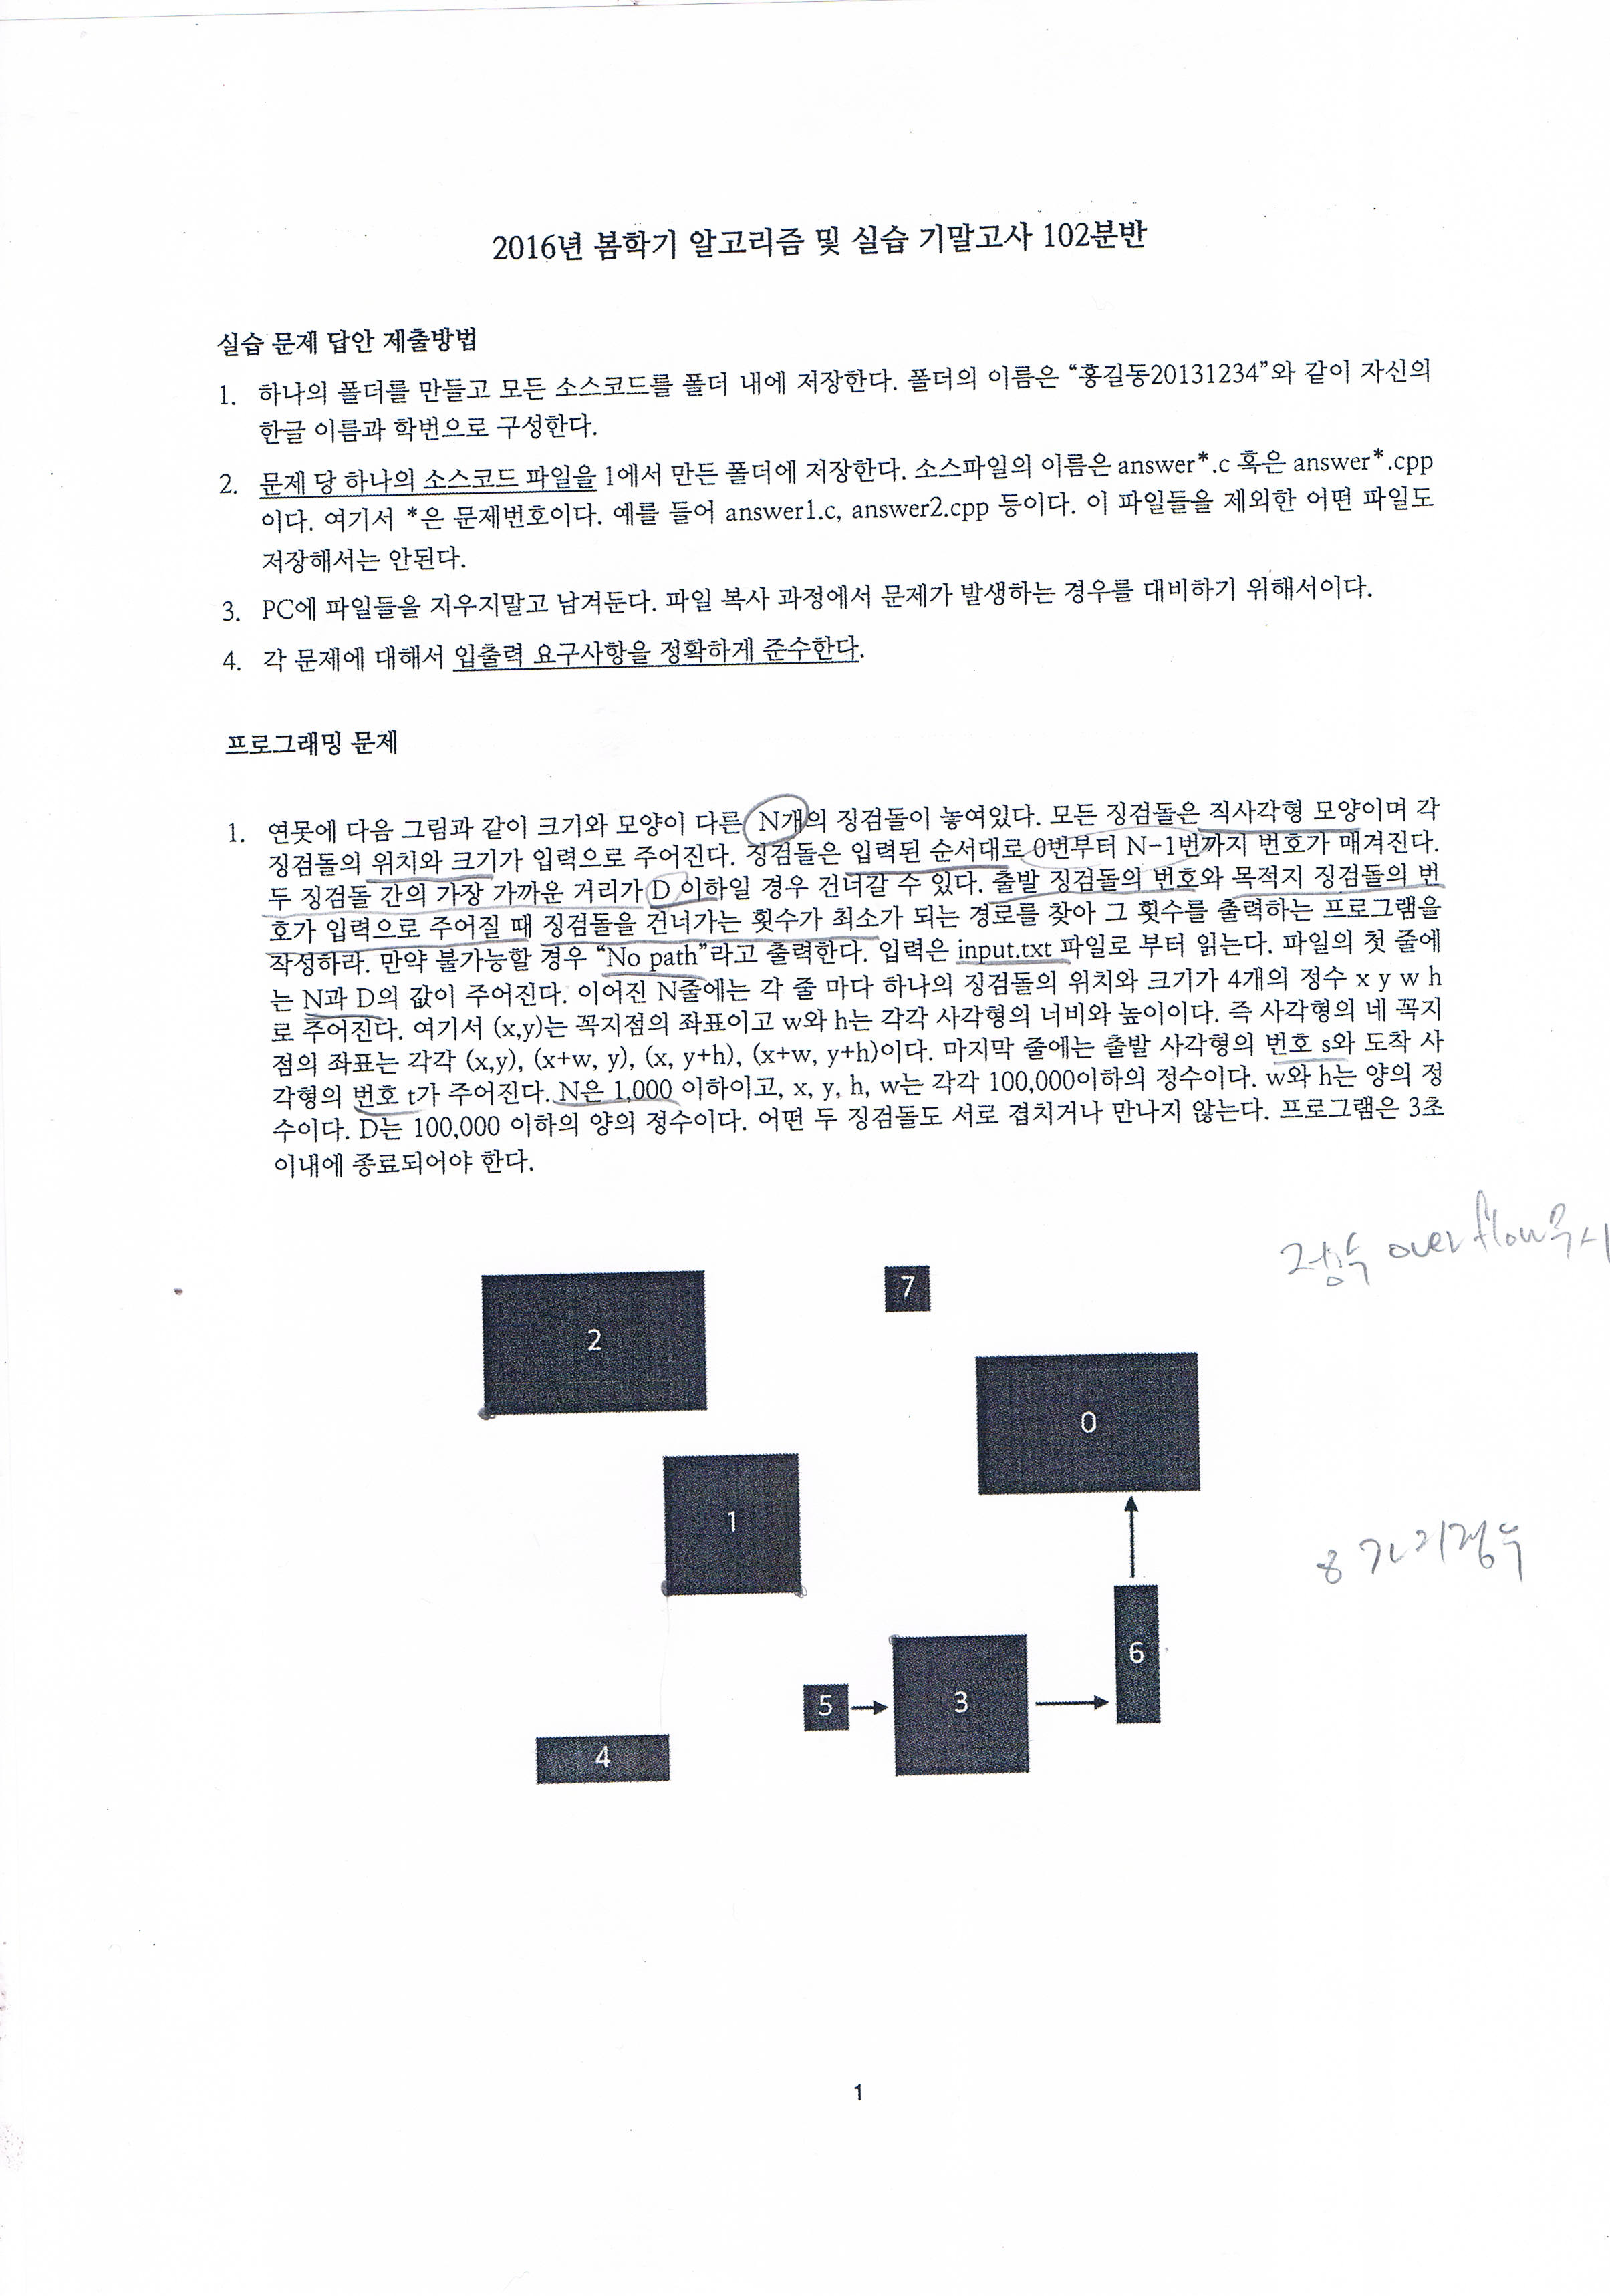 2016년 봄학기 알고리즘 및 실습 기말고사 102분반
실습 문제 답안 제출방법
1. 하나의 폴더를 만들고 모든 소스코드를 폴더 내에 저장한다. 폴더의 이름은 “홍길동20131234”와 같이 자신의
한글 이름과 학번으로 구성한다.
2. 문제 당 하나의 소스코드 파일을 1에서 만든 폴더에 저장한다. 소스파일의 이름은 answer*.c 혹은 answer*.cpp
이다. 여기서 *은 문제번호이다. 예를 들어 answer1.c, answer2.cpp 등이다. 이 파일들을 제외한 어떤 파일도
저장해서는 안된다.
3. PC에 파일들을 지우지말고 남겨둔다. 파일 복사 과정에서 문제가 발생하는 경우를 대비하기 위해서이다.
4. 각 문제에 대해서 입출력 요구사항을 정확하게 준수한다.
프로그래밍 문제
1. 연못에 다음 그림과 같이 크기와 모양이 다른 N개의 징검돌이 놓여있다. 모든 징검돌은 직사각형 모양이며 각
징검돌의 위치와 크기가 입력으로 주어진다. 징검돌은 입력된 순서대로 0번부터 N-1번까지 번호가 매겨진다.
두 징검돌 간의 가장 가까운 거리가 D 이하일 경우 건너갈 수 있다. 출발 징검돌의 번호와 목적지 징검돌의 번
호가 입력으로 주어질 때 징검돌을 건너가는 횟수가 최소가 되는 경로를 찾아 그 횟수를 출력하는 프로그램을
작성하라. 만약 불가능할 경우 “No path”라고 출력한다. 입력은 input.txt 파일로 부터 읽는다. 파일의 첫 줄에
는 N과 D의 값이 주어진다. 이어진 N줄에는 각 줄 마다 하나의 징검돌의 위치와 크기가 4개의 정수 x y w h
로 주어진다. 여기서 (x,y)는 꼭지점의 좌표이고 w와 h는 각각 사각형의 너비와 높이이다. 즉 사각형의 네 꼭지
점의 좌표는 각각 (x,y), (x+w, y), (x, y+h), (x+w, y+h)이다. 마지막 줄에는 출발 사각형의 번호 s와 도착 사
각형의 번호 t가 주어진다. N은 1,000 이하이고, x, y, h, w는 각각 100,000이하의 정수이다. w와 h는 양의 정
수이다. D는 100,000 이하의 양의 정수이다. 어떤 두 징검돌도 서로 겹치거나 만나지 않는다. 프로그램은 3초
이내에 종료되어야 한다.
정수 overflow
7
2
0
1
8
6
5
3
4
1